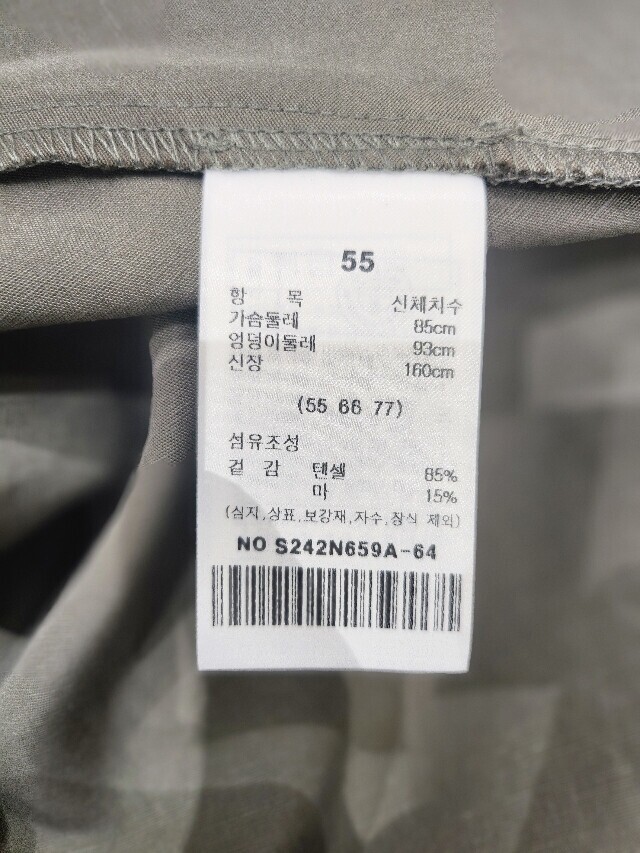 55
항 목 신체치수
가슴둘레 85cm
엉덩이둘레 93cm
신장 160cm
(55 66 77)
섬유조성
겉 감 텐셀 85%
마 15%
(심지,상표,보강재,자수,장식 제외)
NO S242N659A-64